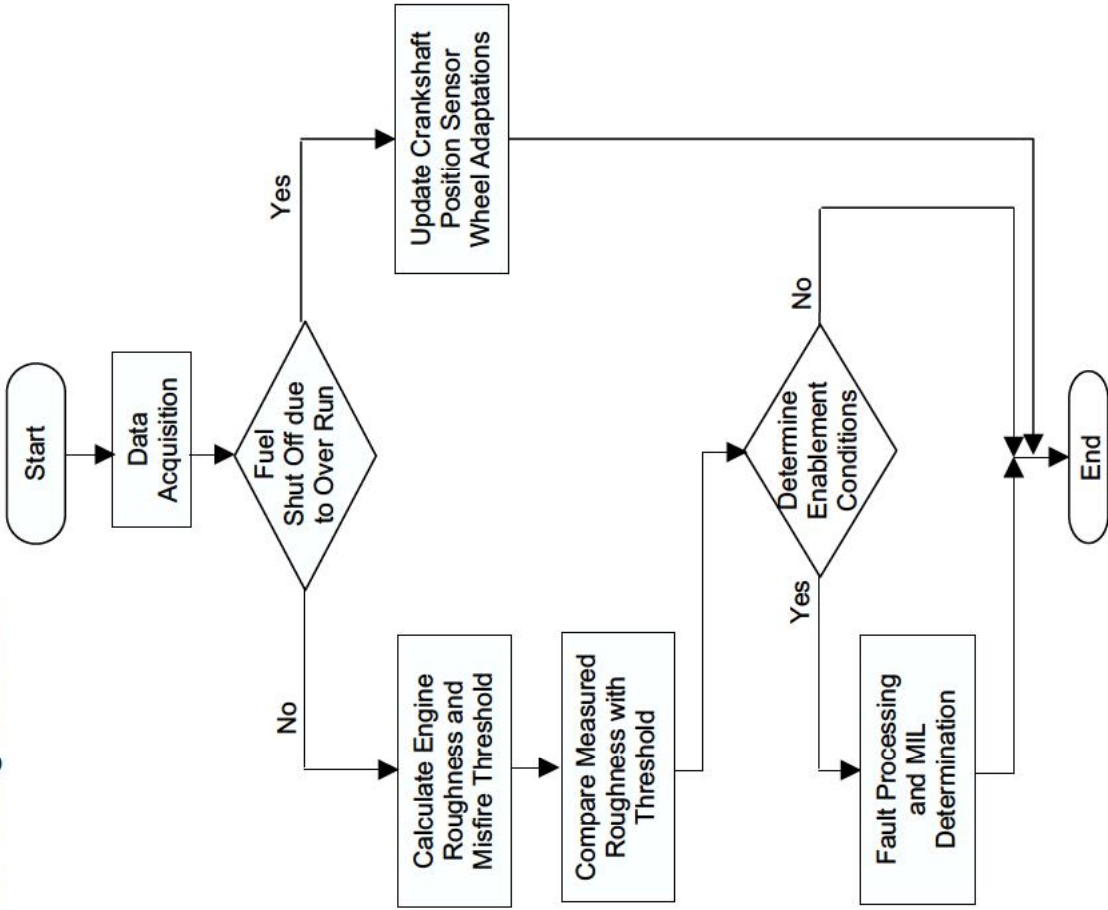 Start
Data
Acquisition
Fuel
Shut Off due
to Over Run
Yes
No
Update Crankshaft
Position Sensor
Wheel Adaptations
Calculate Engine
Roughness and
Misfire Threshold
Compare Measured
Roughness with
Threshold
Determine
Enablement
Conditions
No
Yes
Fault Processing
and MIL
Determination
End